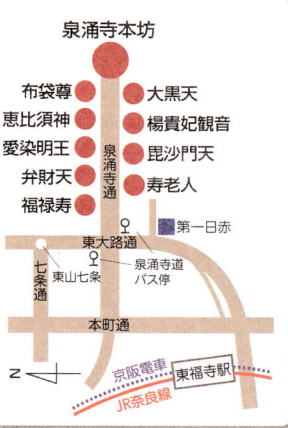 泉涌寺本坊
布袋尊
大黒天
恵比須神
楊貴妃観音
愛染明王
毘沙門天
弁財天
寿老人
福禄寿
泉涌寺通
第一日赤
東大路通
七条通
東山七条
泉涌寺道
バス停
本町通
N
京阪電車
東福寺駅
JR奈良線